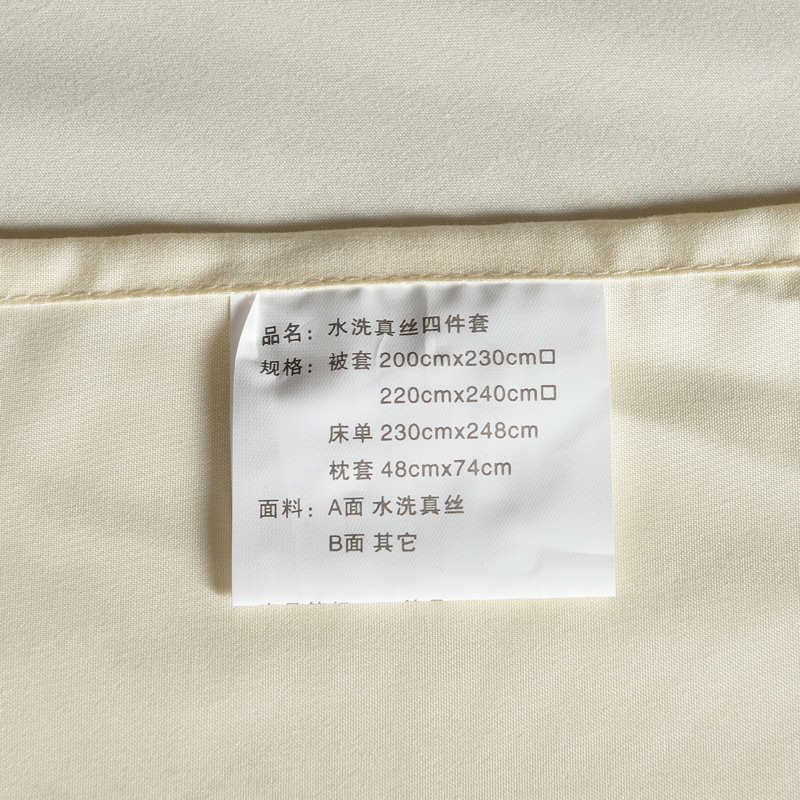 品名：水洗真丝四件套
规格：被套 200cmx230cm□
220cmx240cm□
床单 230cmx248cm
枕套 48cmx74cm
面料：A面 水洗真丝
B面 其它